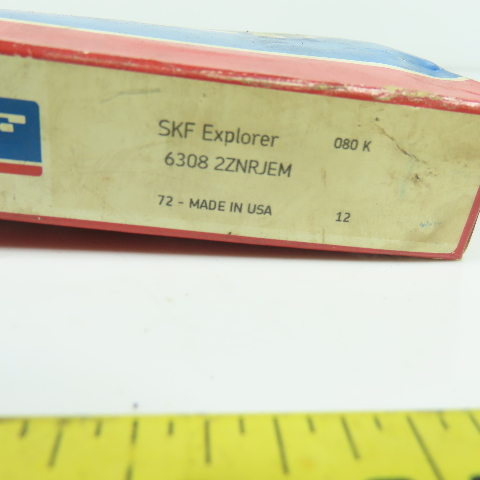 SKF Explorer 080 K
6308 2ZNRJEM
72 - MADE IN USA 12